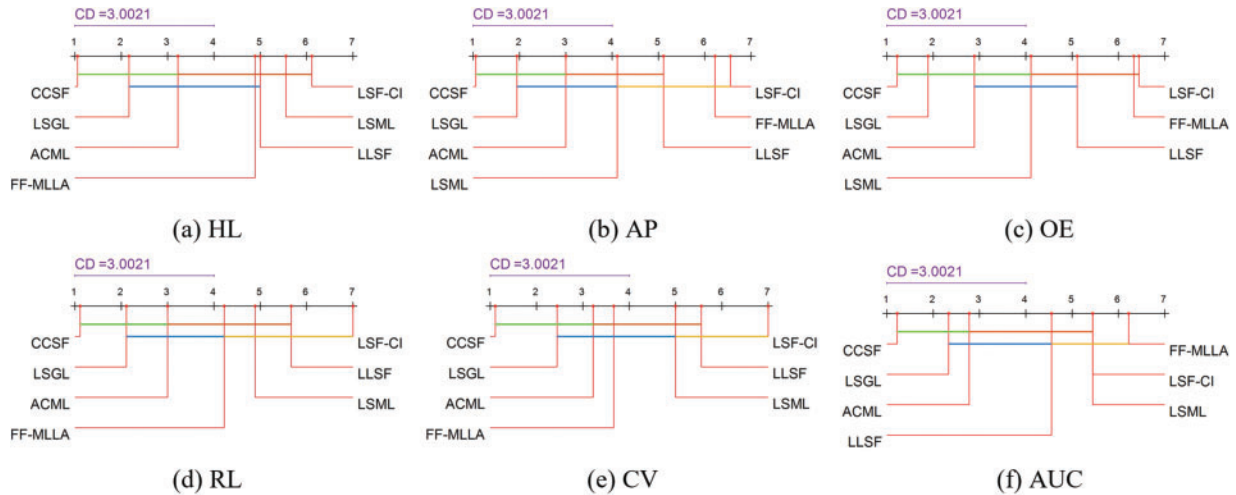 CD =3.0021
1 2 3 4 5 6 7
CCSF LSF-CI
LSGL LSML
ACML LLSF
FF-MLLA
(a) HL
CD =3.0021
1 2 3 4 5 6 7
CCSF LSF-CI
LSGL FF-MLLA
ACML LLSF
LSML
(b) AP
CD =3.0021
1 2 3 4 5 6 7
CCSF LSF-CI
LSGL FF-MLLA
ACML LLSF
LSML
(c) OE
CD =3.0021
1 2 3 4 5 6 7
CCSF LSF-CI
LSGL LLSF
ACML LSML
FF-MLLA
(d) RL
CD =3.0021
1 2 3 4 5 6 7
CCSF LSF-CI
LSGL LLSF
ACML LSML
FF-MLLA
(e) CV
CD =3.0021
1 2 3 4 5 6 7
CCSF FF-MLLA
LSGL LSF-CI
ACML LSML
LLSF
(f) AUC